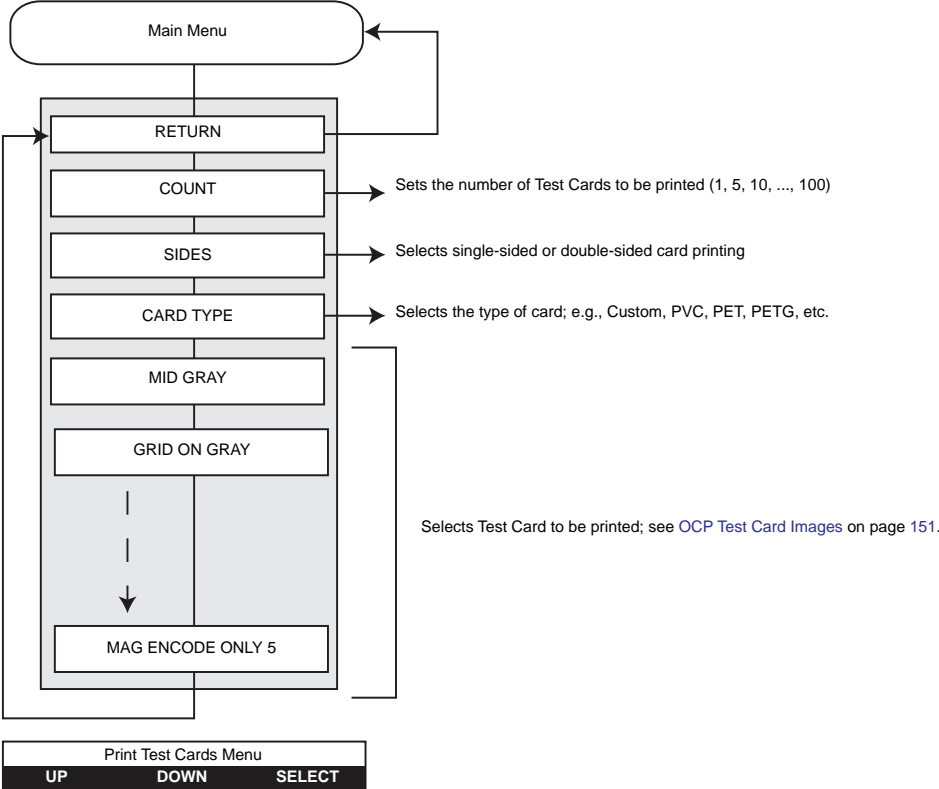 Main Menu
RETURN
COUNT
Sets the number of Test Cards to be printed (1, 5, 10, ..., 100)
SIDES
Selects single-sided or double-sided card printing
CARD TYPE
Selects the type of card; e.g., Custom, PVC, PET, PETG, etc.
MID GRAY
GRID ON GRAY
Selects Test Card to be printed; see OCP Test Card Images on page 151.
MAG ENCODE ONLY 5
Print Test Cards Menu
UP DOWN SELECT